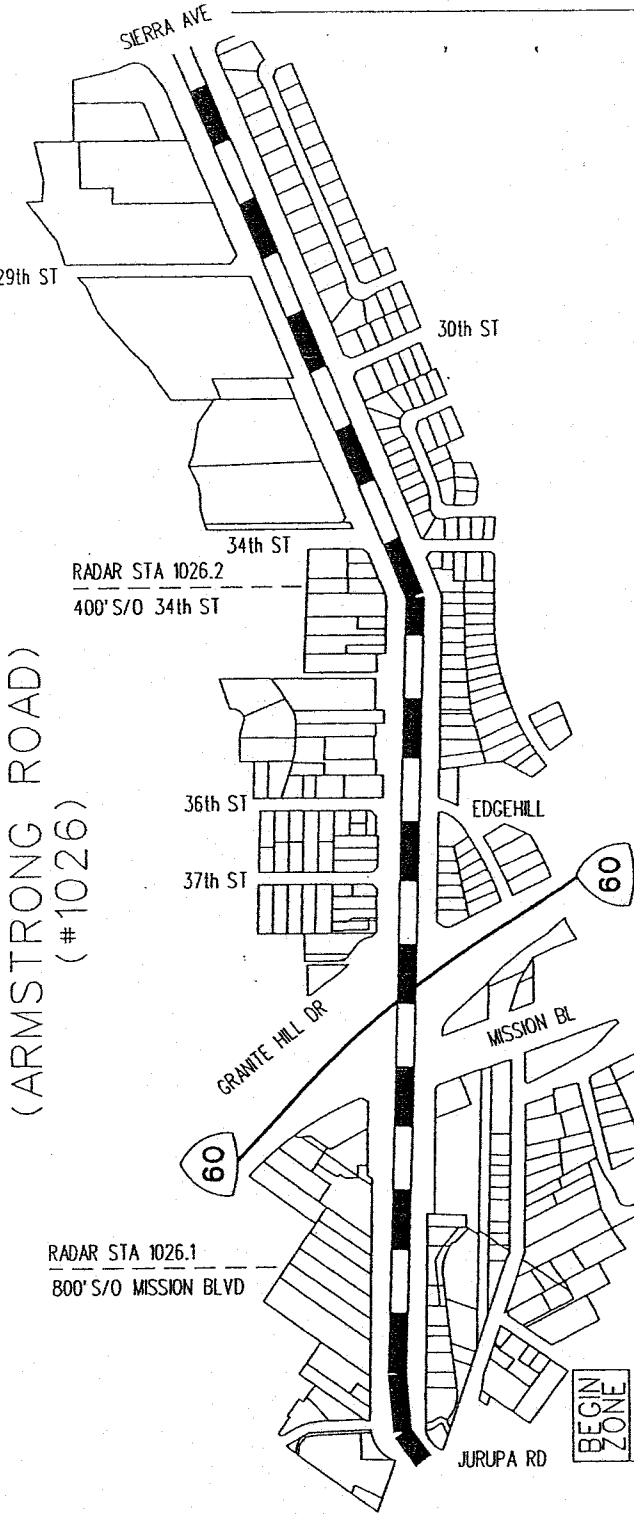 SIERRA AVE
29th ST
30th ST
34th ST
RADAR STA 1026.2
400' S/O 34th ST
(ARMSTRONG ROAD)
(#1026)
36th ST
EDGEHILL
37th ST
60
GRANITE HILL DR
MISSION BL
60
RADAR STA 1026.1
800' S/O MISSION BLVD
JURUPA RD
BEGIN
ZONE